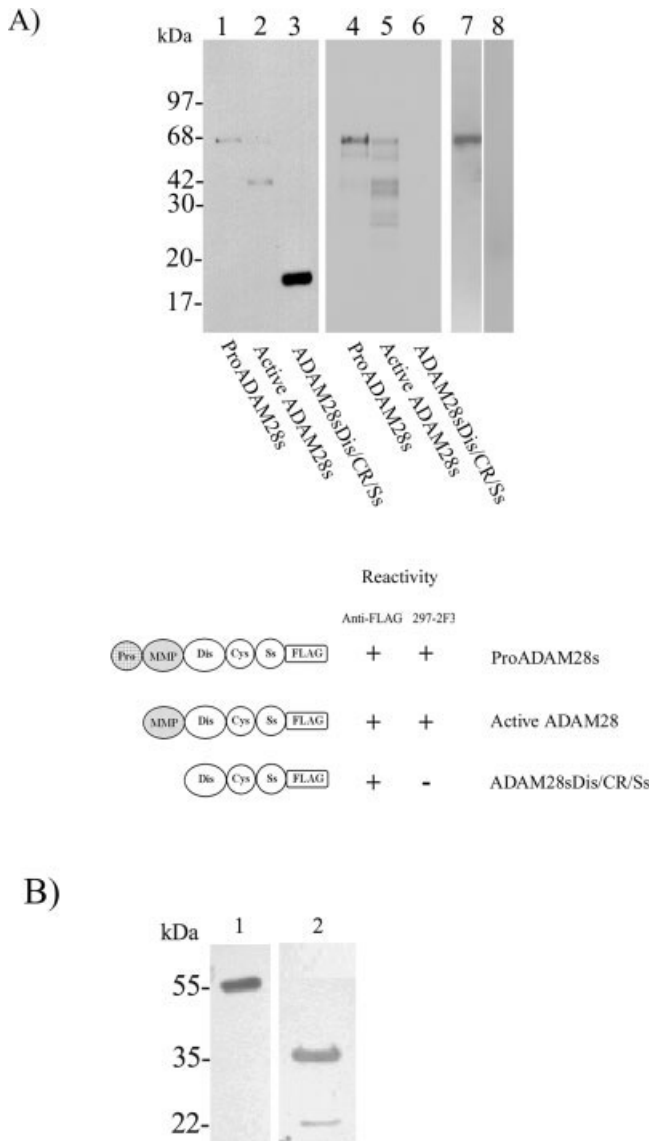 A)
kDa 1 2 3 4 5 6 7 8
97-
68-
42-
30-
20-
17-
ProADAM28s Active ADAM28s ADAM28sDis/CR/Ss ProADAM28s Active ADAM28s ADAM28sDis/CR/Ss
Reactivity
Anti-FLAG 297-2F3
Pro MMP Dis Cys Ss FLAG + + ProADAM28s
MMP Dis Cys Ss FLAG + + Active ADAM28
Dis Cys Ss FLAG + - ADAM28sDis/CR/Ss
B)
kDa 1 2
55-
35-
22-